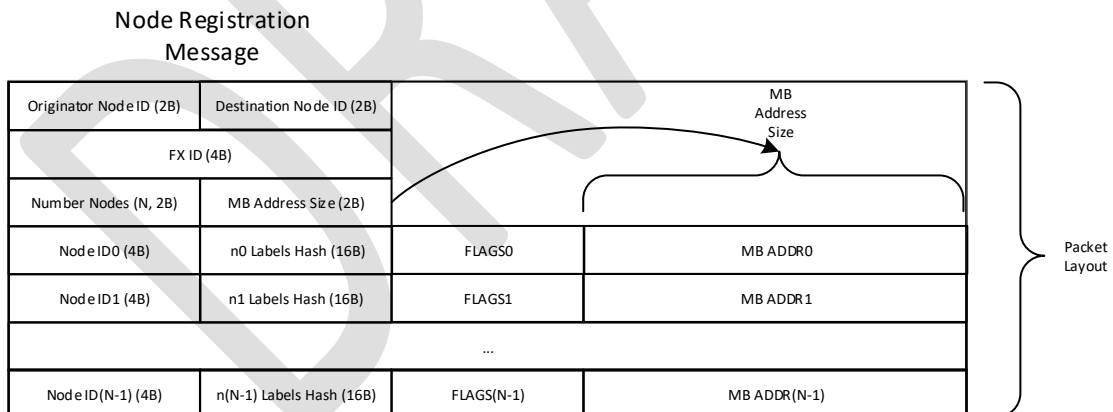 Node Registration
Message
Originator Node ID (2B) Destination Node ID (2B)
MB
Address
Size
FX ID (4B)
Number Nodes (N, 2B) MB Address Size (2B)
Node ID0 (4B) n0 Labels Hash (16B) FLAGS0 MB ADDR0
Packet
Layout
Node ID1 (4B) n1 Labels Hash (16B) FLAGS1 MB ADDR1
...
Node ID(N-1) (4B) n(N-1) Labels Hash (16B) FLAGS(N-1) MB ADDR(N-1)